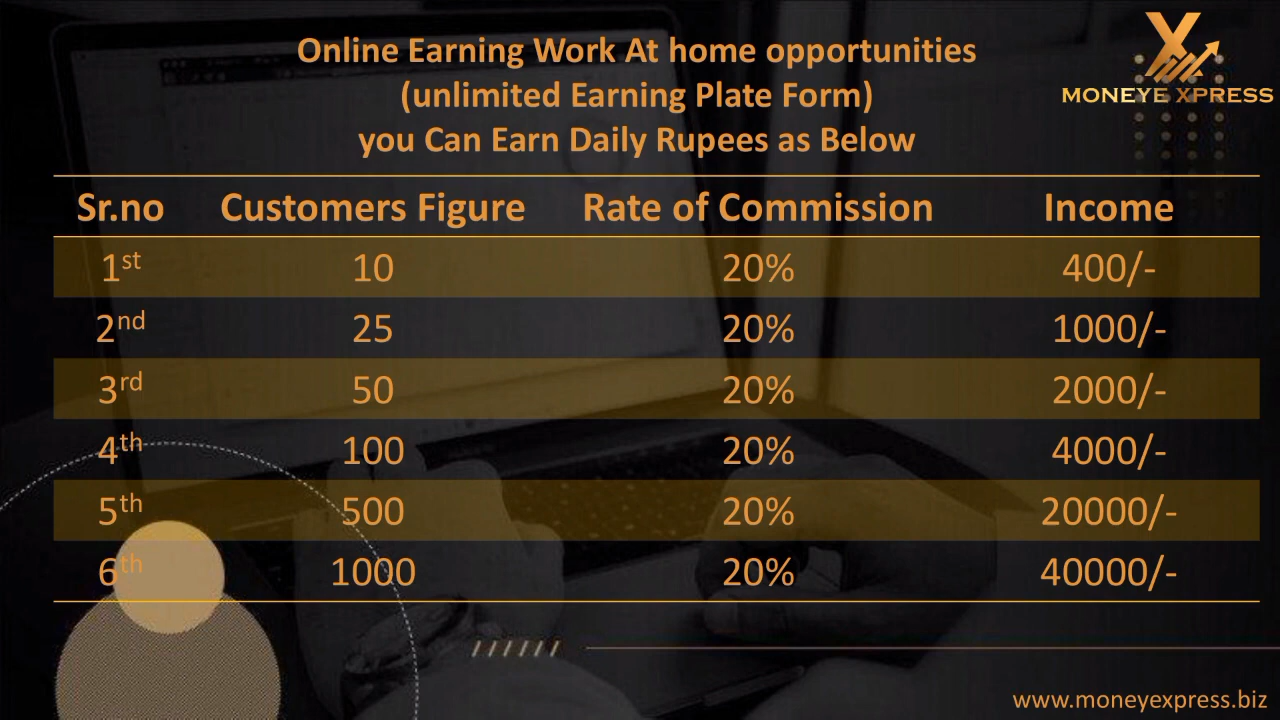 Online Earning Work At home opportunities
(unlimited Earning Plate Form)
you Can Earn Daily Rupees as Below
MONEYE XPRESS
Sr.no Customers Figure Rate of Commission Income
1st 10 20% 400/-
2nd 25 20% 1000/-
3rd 50 20% 2000/-
4th 100 20% 4000/-
5th 500 20% 20000/-
6th 1000 20% 40000/-
www.moneyexpress.biz